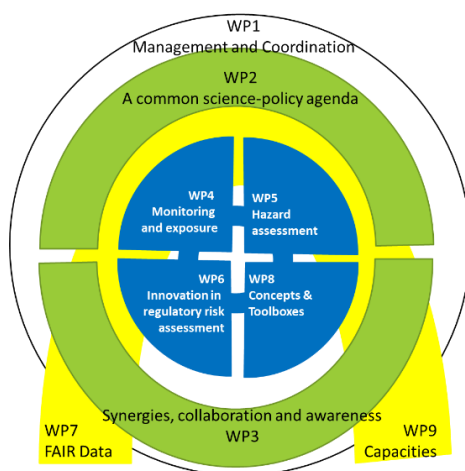 WP1
Management and Coordination
WP2
A common science-policy agenda
WP4
Monitoring
and exposure
WP5
Hazard
assessment
WP6
Innovation in
regulatory risk
assessment
WP8
Concepts &
Toolboxes
Synergies, collaboration and awareness
WP3
WP7
FAIR Data
WP9
Capacities